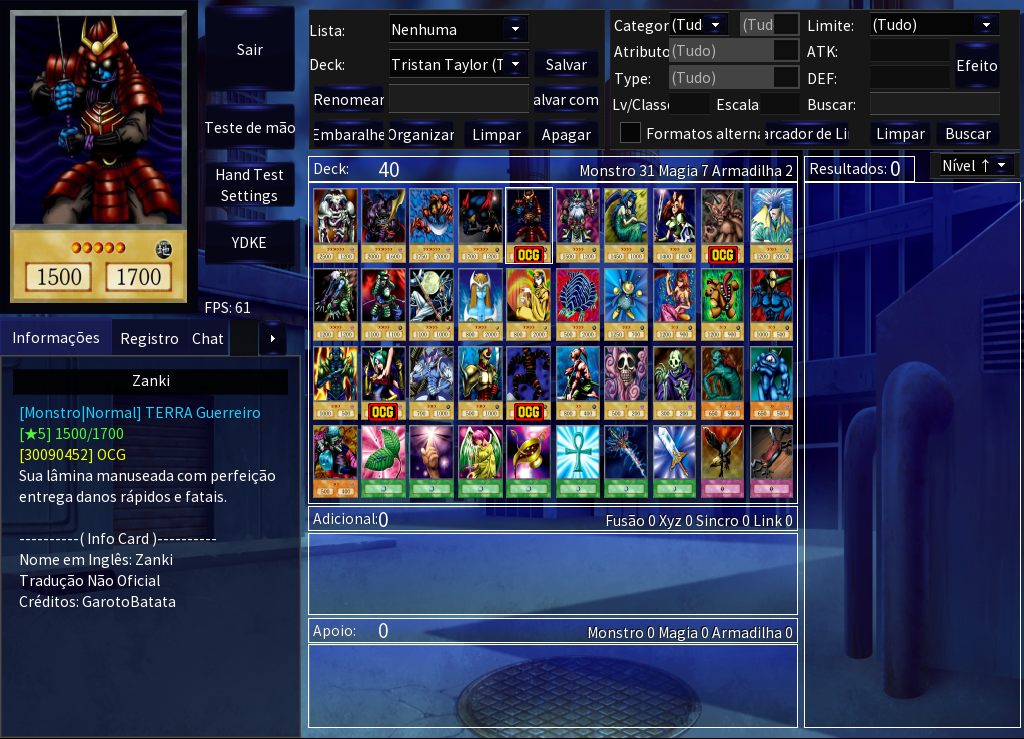 1500 1700
Sair
Teste de mão
Hand Test
Settings
YDKE
FPS: 61
Informações Registro Chat
Zanki
[Monstro|Normal] TERRA Guerreiro
[★5] 1500/1700
[30090452] OCG
Sua lâmina manuseada com perfeição
entrega danos rápidos e fatais.
----------( Info Card )----------
Nome em Inglês: Zanki
Tradução Não Oficial
Créditos: GarotoBatata
Lista: Nenhuma
Deck: Tristan Taylor (T Salvar
Renomear alvar com
Embaralhe Organizar Limpar Apagar
Categor (Tud (Tud Limite: (Tudo)
Atributo (Tudo) ATK: Efeito
Type: (Tudo) DEF:
Lv/Classe Escala Buscar:
Formatos alterna arcador de Li Limpar Buscar
Deck: 40 Monstro 31 Magia 7 Armadilha 2
Resultados: 0 Nível ↑
OCG OCG
OCG OCG
Adicional: 0 Fusão 0 Xyz 0 Sincro 0 Link 0
Apoio: 0 Monstro 0 Magia 0 Armadilha 0